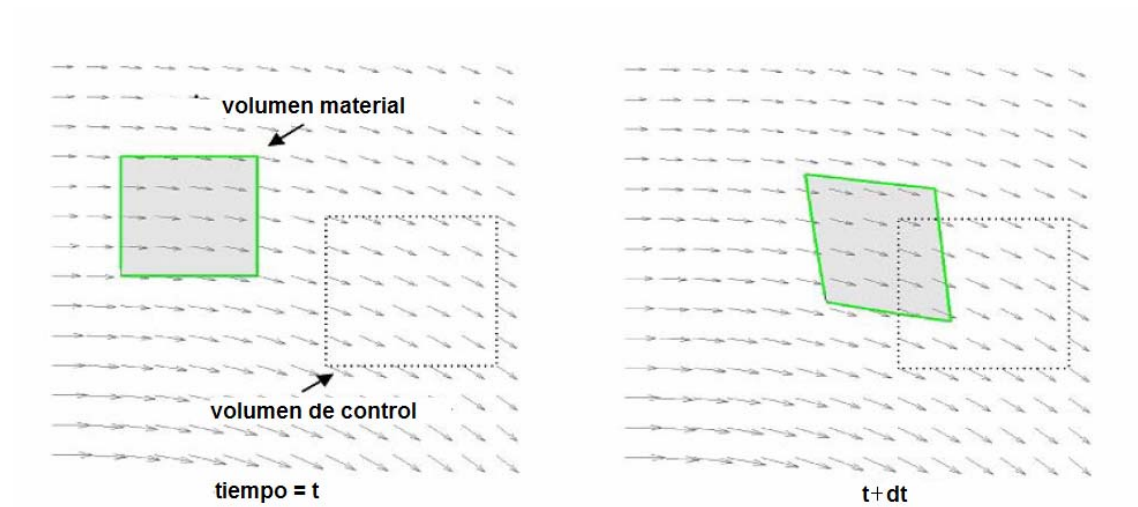 volumen material
volumen de control
tiempo = t
t+dt